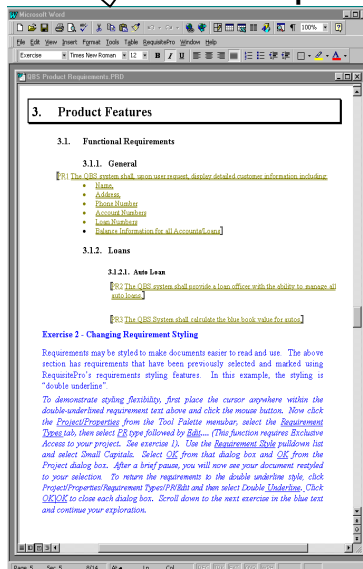 Microsoft Word
100%
File Edit View Insert Format Tools Table RequisitePro Window Help
Exercise Times New Roman 12 B I U
QBS Product Requirements.PRD
3. Product Features
3.1. Functional Requirements
3.1.1. General
[PR1 The QBS system shall, upon user request, display detailed customer information including:
• Name,
• Address,
• Phone Number
• Account Numbers
• Loan Numbers
• Balance Information for all Accounts/Loans]
3.1.2. Loans
3.1.2.1. Auto Loan
[PR2 The QBS system shall provide a loan officer with the ability to manage all
auto loans.]
[PR3 The QBS System shall calculate the blue book value for autos.]
Exercise 2 - Changing Requirement Styling
Requirements may be styled to make documents easier to read and use. The above
section has requirements that have been previously selected and marked using
RequisitePro's requirements styling features. In this example, the styling is
"double underline".
To demonstrate styling flexibility, first place the cursor anywhere within the
double-underlined requirement text above and click the mouse button. Now click
the Project/Properties from the Tool Palette menubar, select the Requirement
Types tab, then select PR type followed by Edit.... (This function requires Exclusive
Access to your project. See exercise 1). Use the Requirement Style pulldown list
and select Small Capitals. Select OK from that dialog box and OK from the
Project dialog box. After a brief pause, you will now see your document restyled
to your selection. To return the requirements to the double underline style, click
Project/Properties/Requirement Types/PR/Edit and then select Double Underline. Click
OK\OK to close each dialog box. Scroll down to the next exercise in the blue text
and continue your exploration.
Page 5 Sec 5 8/14 At Ln Col